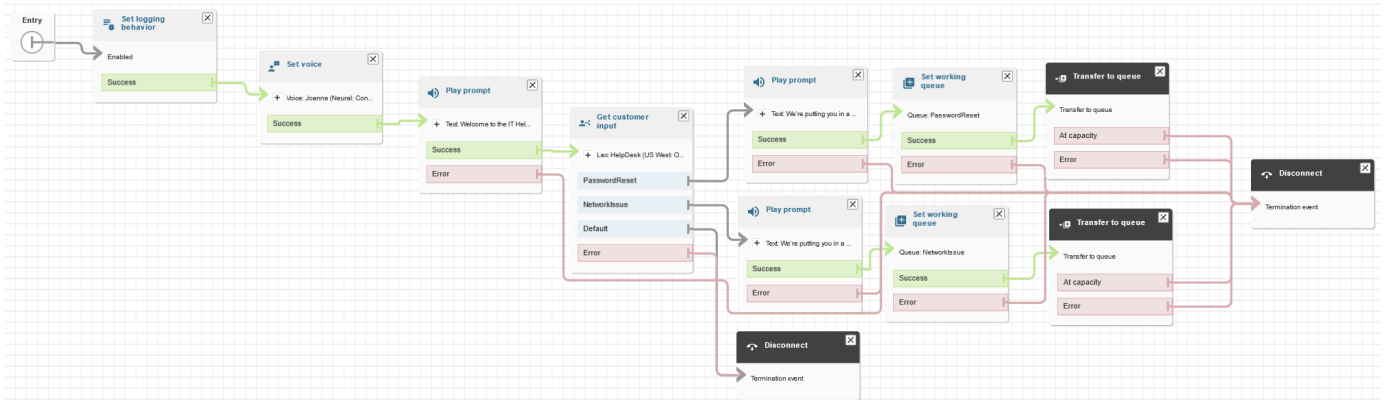 Entry
Set logging
behavior
Enabled
Success
Set voice
Voice: Joanna (Neural: Con...
Success
Play prompt
Text: Welcome to the IT Hel...
Success
Error
Get customer
input
Lex: HelpDesk (US West: O...
PasswordReset
NetworkIssue
Default
Error
Play prompt
Text: We're putting you in a ...
Success
Error
Set working
queue
Queue: PasswordReset
Success
Error
Transfer to queue
Transfer to queue
At capacity
Error
Play prompt
Text: We're putting you in a ...
Success
Error
Set working
queue
Queue: NetworkIssue
Success
Error
Transfer to queue
Transfer to queue
At capacity
Error
Disconnect
Termination event
Disconnect
Termination event